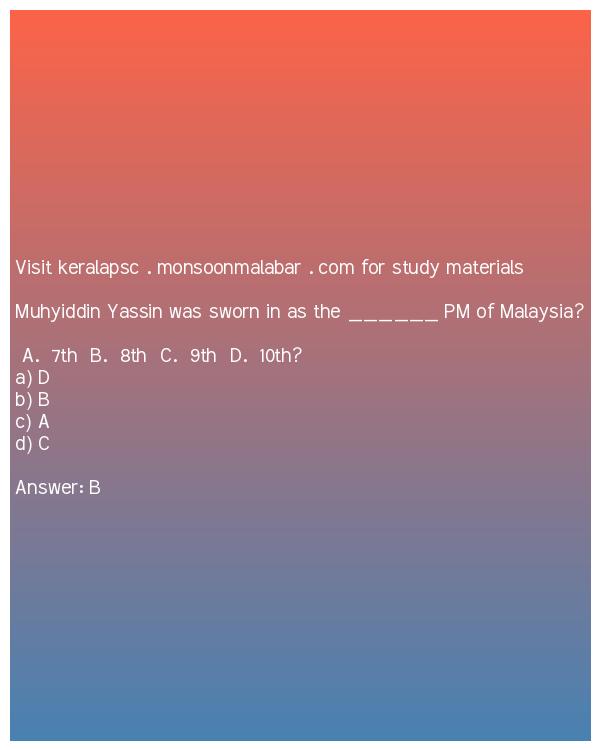 Visit keralapsc . monsoonmalabar . com for study materials
Muhyiddin Yassin was sworn in as the ______ PM of Malaysia?
A. 7th B. 8th C. 9th D. 10th?
a) D
b) B
c) A
d) C
Answer: B